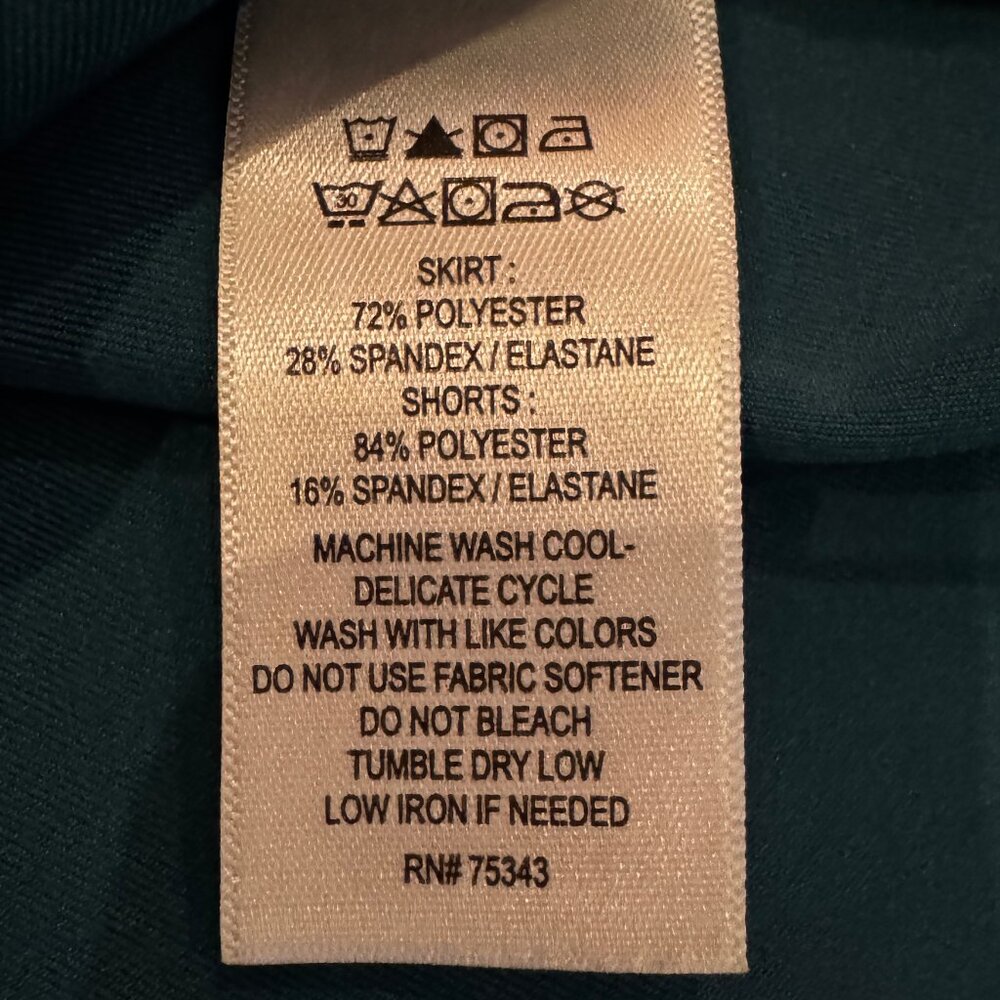 30
SKIRT :
72% POLYESTER
28% SPANDEX / ELASTANE
SHORTS :
84% POLYESTER
16% SPANDEX / ELASTANE
MACHINE WASH COOL-
DELICATE CYCLE
WASH WITH LIKE COLORS
DO NOT USE FABRIC SOFTENER
DO NOT BLEACH
TUMBLE DRY LOW
LOW IRON IF NEEDED
RN# 75343